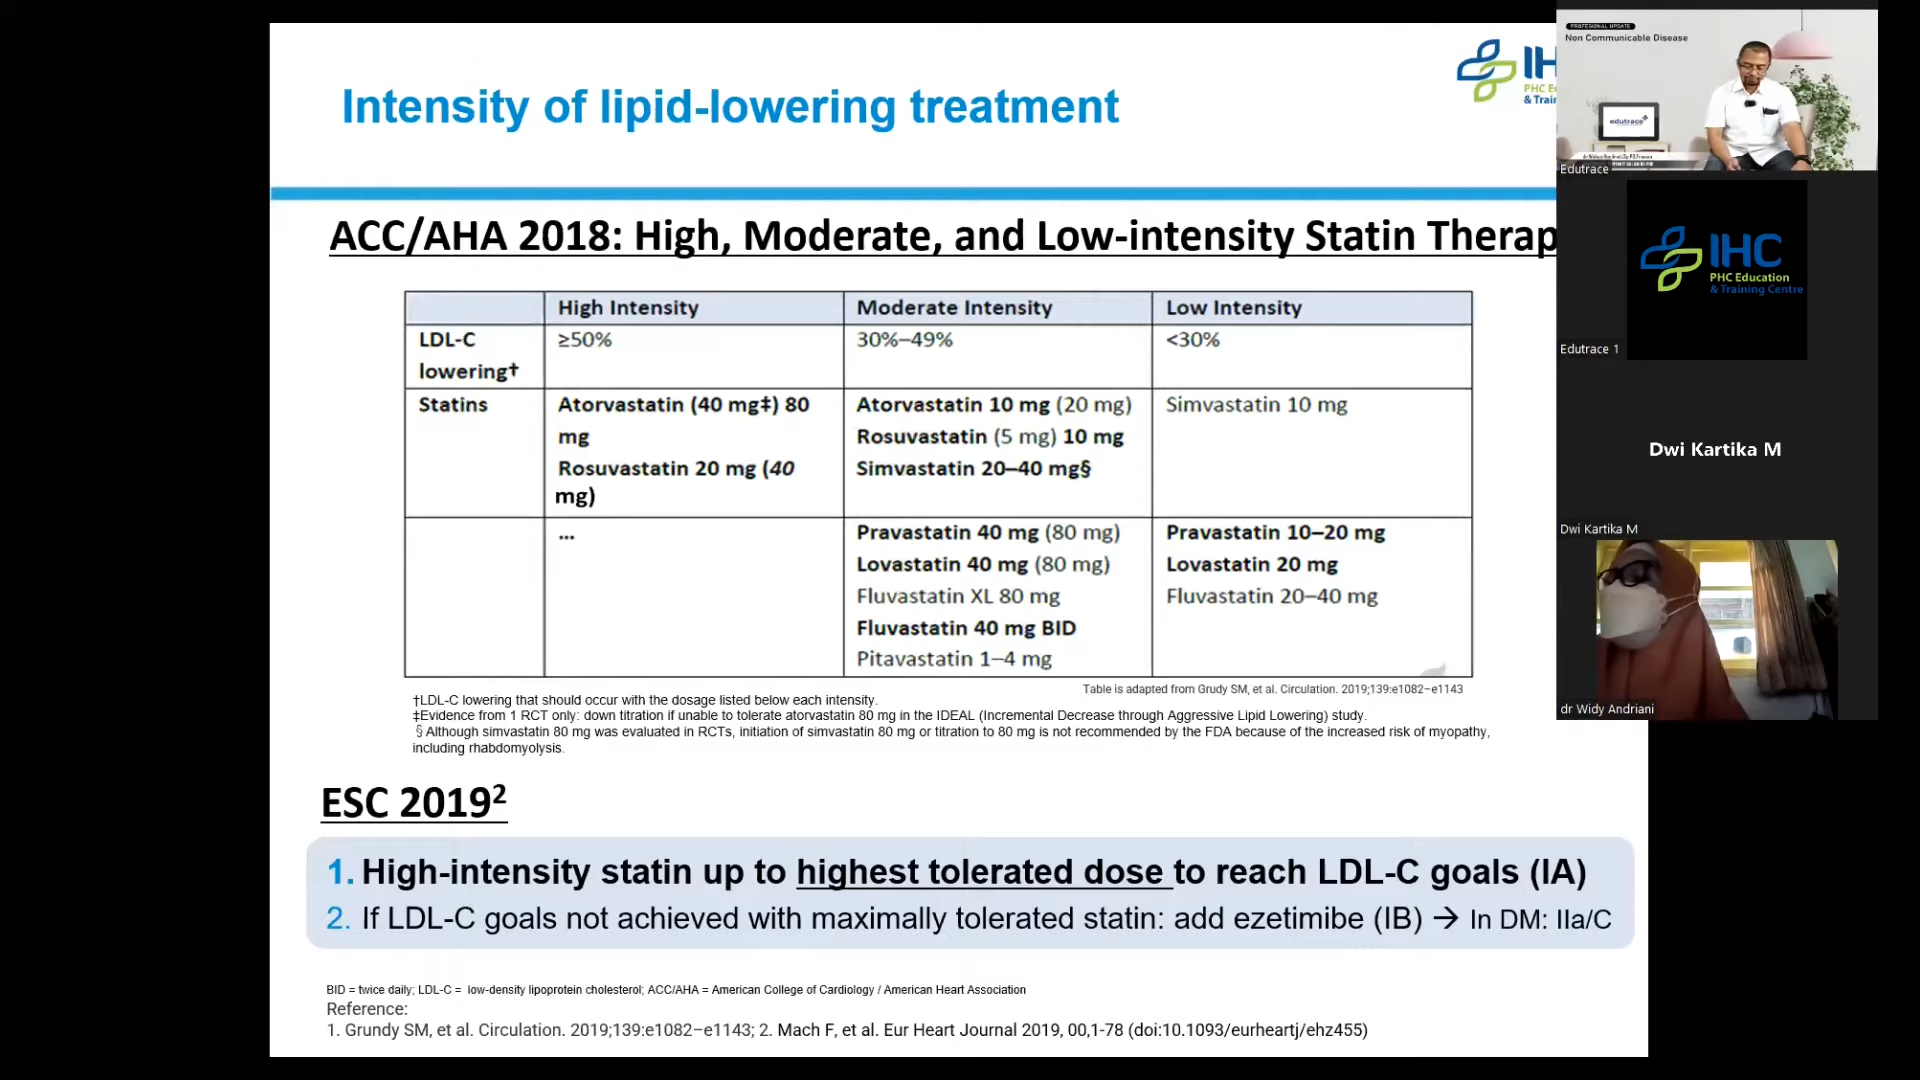 Intensity of lipid-lowering treatment
IH
PHC E
& Trair
ACC/AHA 2018: High, Moderate, and Low-intensity Statin Therap
High Intensity
Moderate Intensity
Low Intensity
LDL-C
lowering†
≥50%
30%–49%
<30%
Statins
Atorvastatin (40 mg‡) 80
mg
Rosuvastatin 20 mg (40
mg)
Atorvastatin 10 mg (20 mg)
Rosuvastatin (5 mg) 10 mg
Simvastatin 20–40 mg§
Simvastatin 10 mg
...
Pravastatin 40 mg (80 mg)
Lovastatin 40 mg (80 mg)
Fluvastatin XL 80 mg
Fluvastatin 40 mg BID
Pitavastatin 1–4 mg
Pravastatin 10–20 mg
Lovastatin 20 mg
Fluvastatin 20–40 mg
Table is adapted from Grudy SM, et al. Circulation. 2019;139:e1082–e1143
†LDL-C lowering that should occur with the dosage listed below each intensity.
‡Evidence from 1 RCT only: down titration if unable to tolerate atorvastatin 80 mg in the IDEAL (Incremental Decrease through Aggressive Lipid Lowering) study.
§ Although simvastatin 80 mg was evaluated in RCTs, initiation of simvastatin 80 mg or titration to 80 mg is not recommended by the FDA because of the increased risk of myopathy,
including rhabdomyolysis.
ESC 2019²
1. High-intensity statin up to highest tolerated dose to reach LDL-C goals (IA)
2. If LDL-C goals not achieved with maximally tolerated statin: add ezetimibe (IB) → In DM: IIa/C
BID = twice daily; LDL-C = low-density lipoprotein cholesterol; ACC/AHA = American College of Cardiology / American Heart Association
Reference:
1. Grundy SM, et al. Circulation. 2019;139:e1082–e1143; 2. Mach F, et al. Eur Heart Journal 2019, 00,1-78 (doi:10.1093/eurheartj/ehz455)
PROFESIONAL UPDATE
Non Communicable Disease
edutrace
Edutrace
IHC
PHC Education
& Training Centre
Edutrace 1
Dwi Kartika M
Dwi Kartika M
dr Widy Andriani